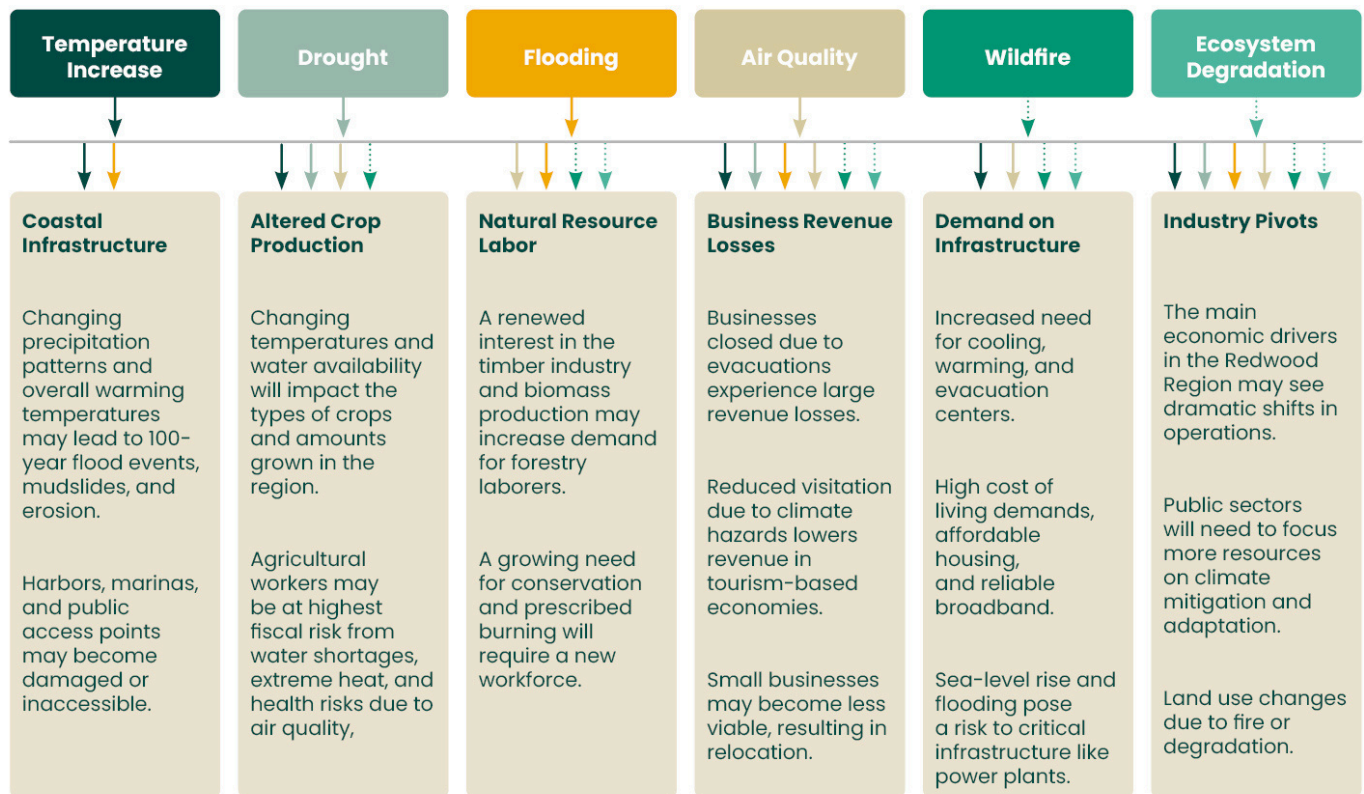 Temperature
Increase
Drought
Flooding
Air Quality
Wildfire
Ecosystem
Degradation
Coastal
Infrastructure
Changing
precipitation
patterns and
overall warming
temperatures
may lead to 100-
year flood events,
mudslides, and
erosion.
Harbors, marinas,
and public
access points
may become
damaged or
inaccessible.
Altered Crop
Production
Changing
temperatures and
water availability
will impact the
types of crops
and amounts
grown in the
region.
Agricultural
workers may
be at highest
fiscal risk from
water shortages,
extreme heat, and
health risks due to
air quality,
Natural Resource
Labor
A renewed
interest in the
timber industry
and biomass
production may
increase demand
for forestry
laborers.
A growing need
for conservation
and prescribed
burning will
require a new
workforce.
Business Revenue
Losses
Businesses
closed due to
evacuations
experience large
revenue losses.
Reduced visitation
due to climate
hazards lowers
revenue in
tourism-based
economies.
Small businesses
may become less
viable, resulting in
relocation.
Demand on
Infrastructure
Increased need
for cooling,
warming, and
evacuation
centers.
High cost of
living demands,
affordable
housing,
and reliable
broadband.
Sea-level rise and
flooding pose
a risk to critical
infrastructure like
power plants.
Industry Pivots
The main
economic drivers
in the Redwood
Region may see
dramatic shifts in
operations.
Public sectors
will need to focus
more resources
on climate
mitigation and
adaptation.
Land use changes
due to fire or
degradation.